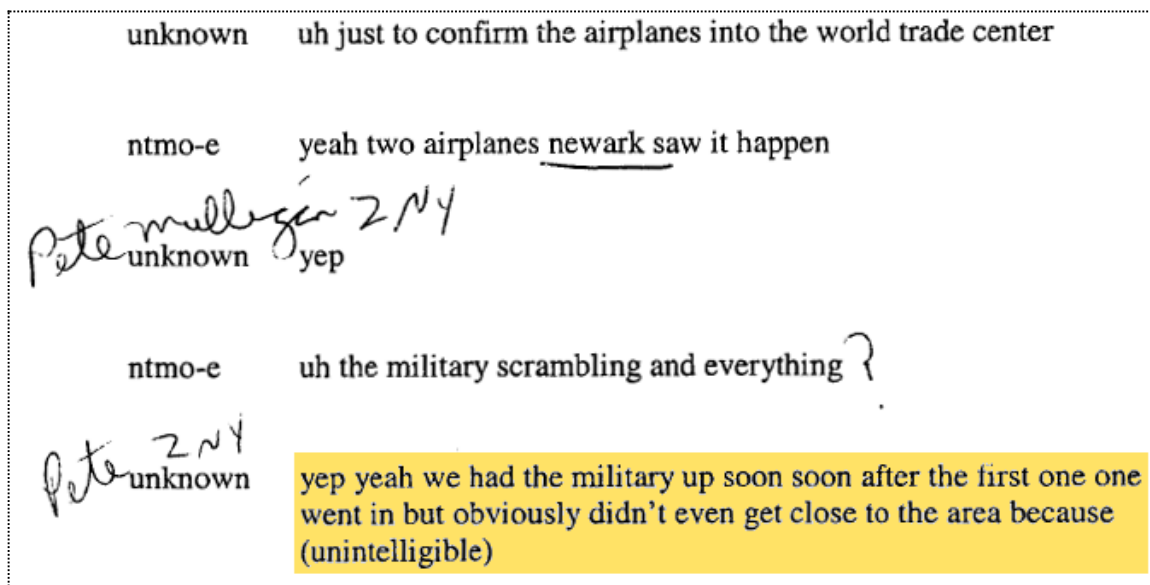 unknown uh just to confirm the airplanes into the world trade center
ntmo-e yeah two airplanes newark saw it happen
Pete mulligan ZNY
unknown yep
ntmo-e uh the military scrambling and everything ?
Pete ZNY
unknown yep yeah we had the military up soon soon after the first one one
went in but obviously didn't even get close to the area because
(unintelligible)